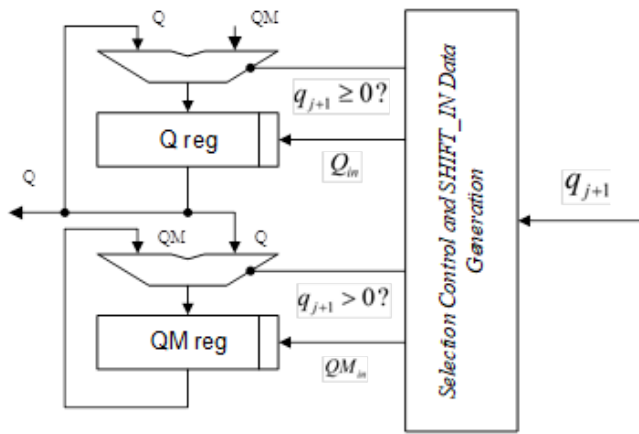 Q
QM
q_{j+1} ≥ 0?
Q reg
Q_{in}
Q
QM
Q
q_{j+1} > 0?
QM reg
QM_{in}
Selection Control and SHIFT_IN Data
Generation
q_{j+1}